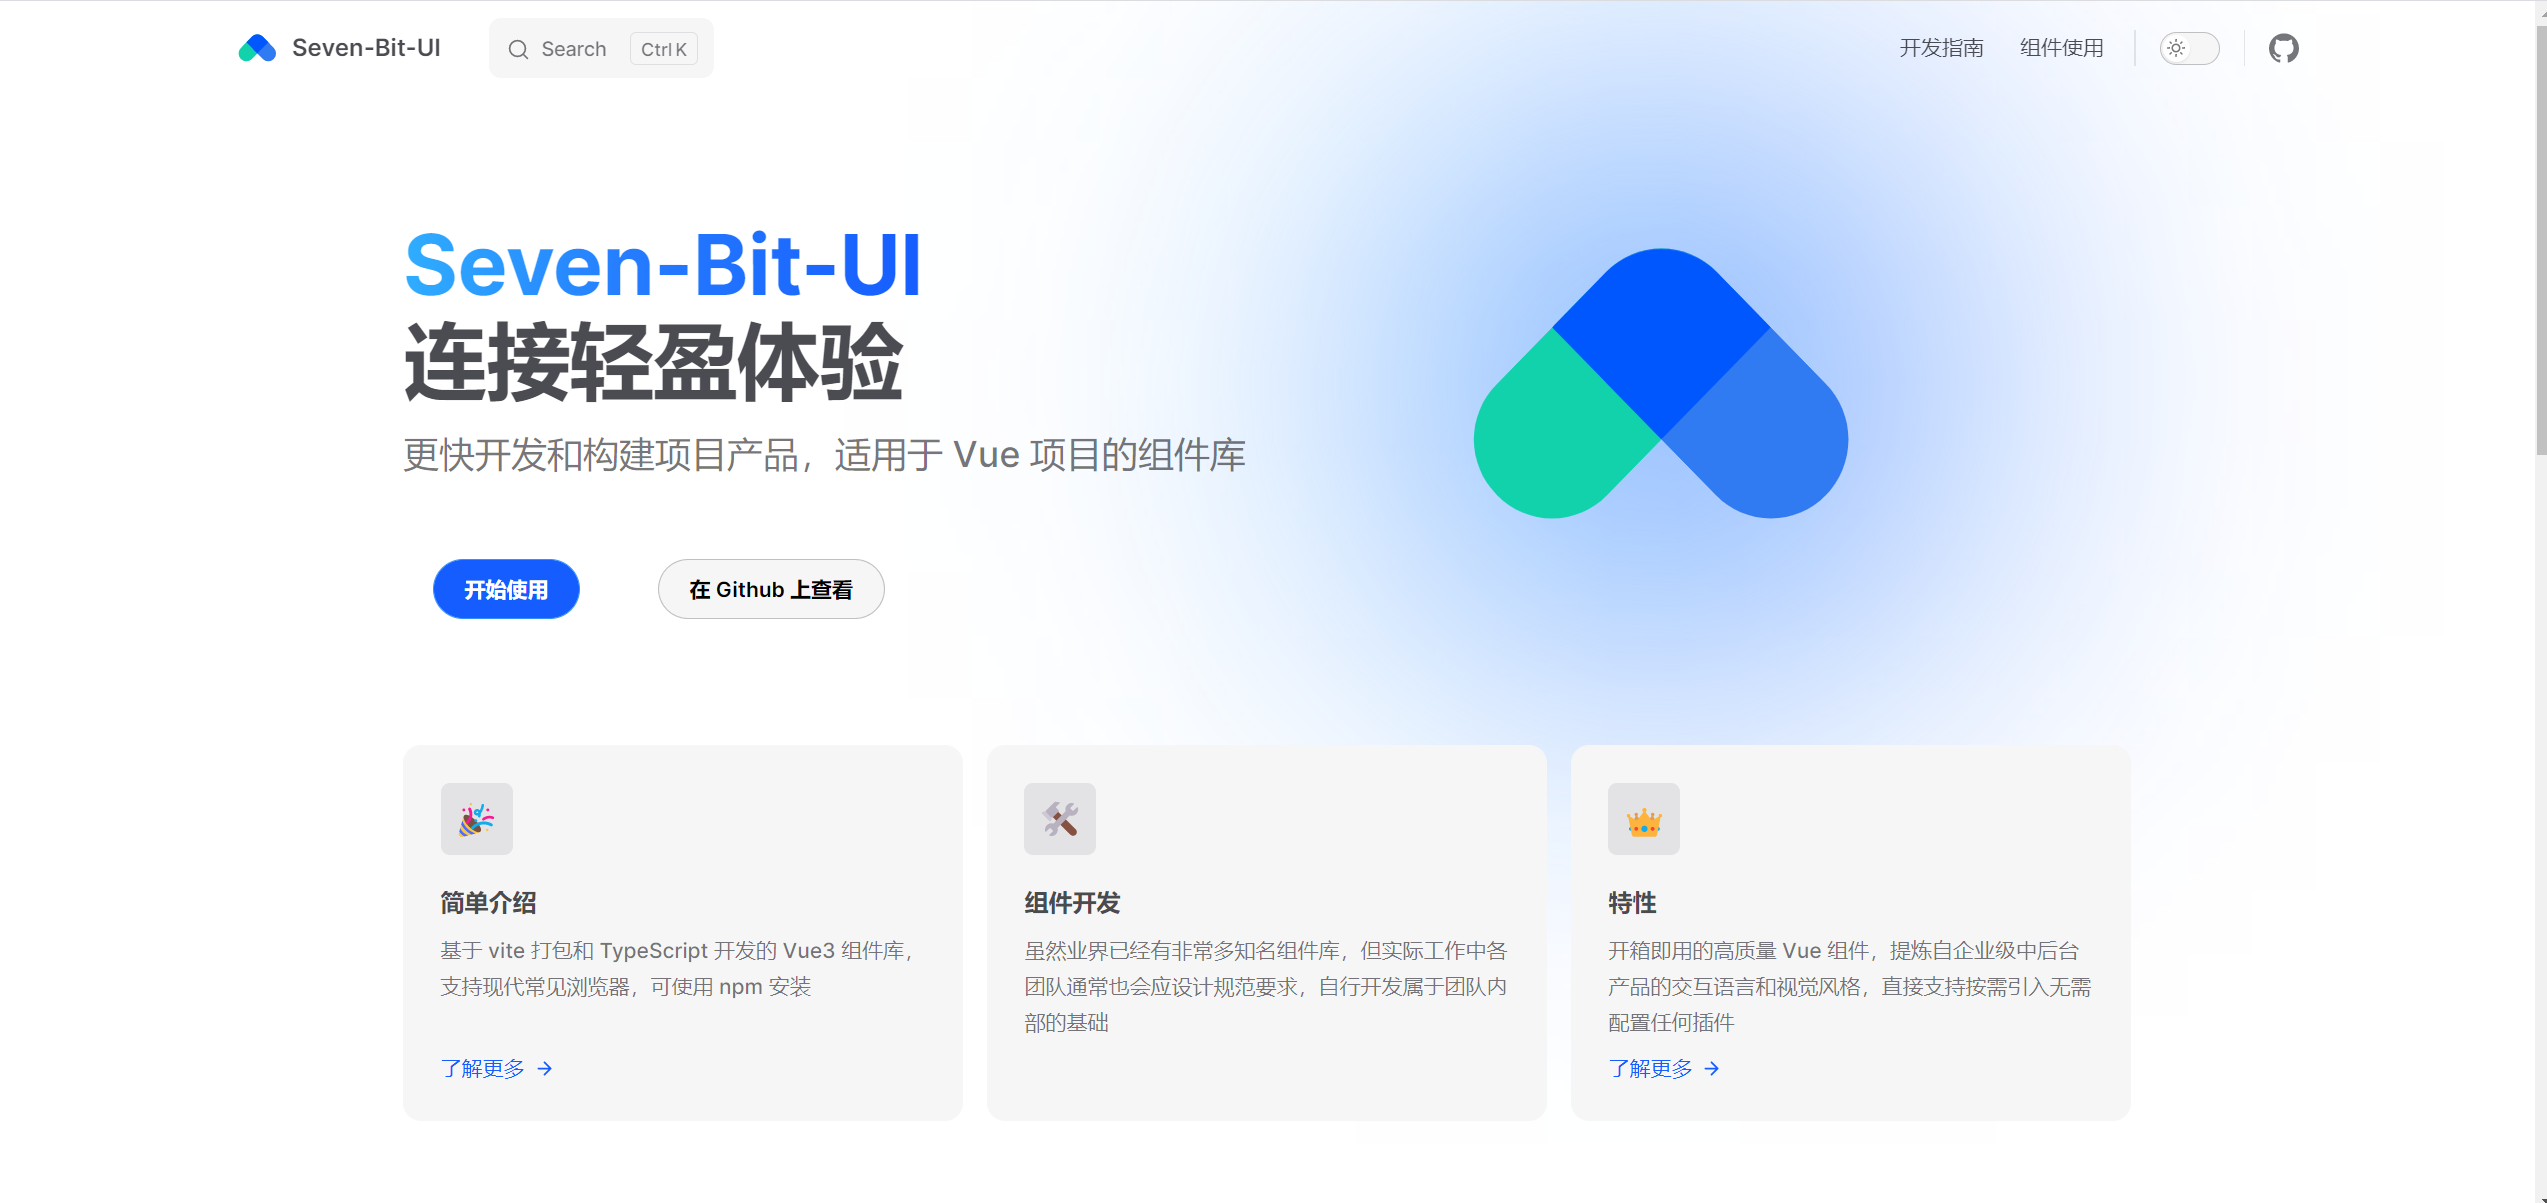 Seven-Bit-UI
Search
Ctrl K
开发指南
组件使用
Seven-Bit-UI
连接轻盈体验
更快开发和构建项目产品，适用于 Vue 项目的组件库
开始使用
在 Github 上查看
简单介绍
基于 vite 打包和 TypeScript 开发的 Vue3 组件库，
支持现代常见浏览器，可使用 npm 安装
了解更多 →
组件开发
虽然业界已经有非常多知名组件库，但实际工作中各
团队通常也会应设计规范要求，自行开发属于团队内
部的基础
特性
开箱即用的高质量 Vue 组件，提炼自企业级中后台
产品的交互语言和视觉风格，直接支持按需引入无需
配置任何插件
了解更多 →